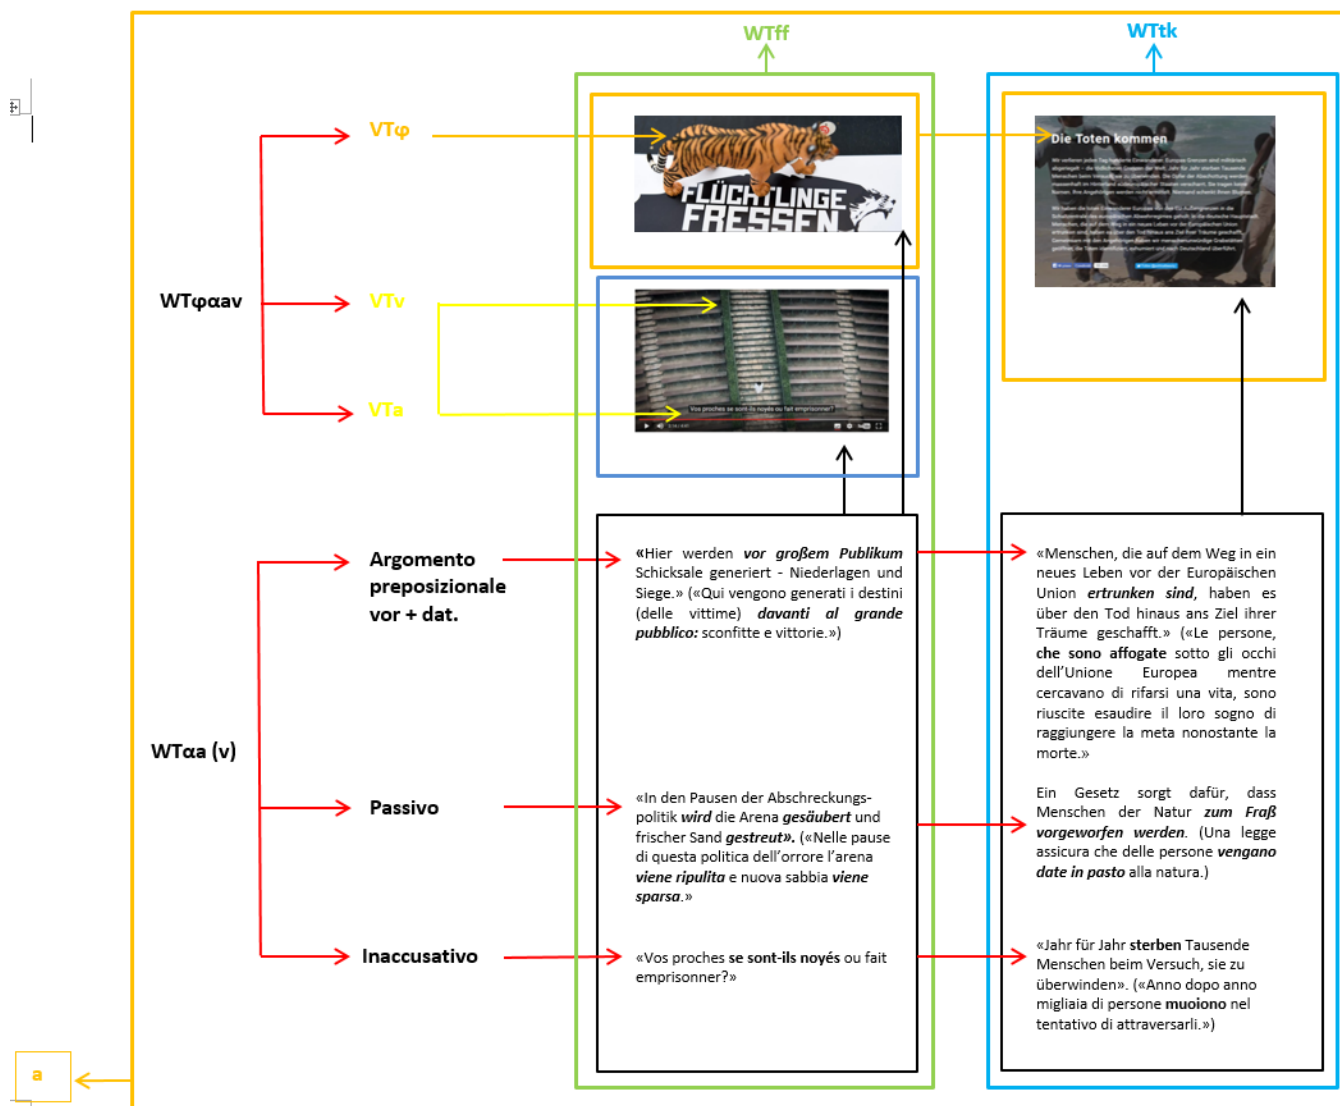 WTff
WTtk
VTφ
FLÜCHTLINGE
FRESSEN
Die Toten kommen
WTφαav
VTv
VTa
Vos proches se sont-ils noyés ou fait emprisonner?
Argomento
preposizionale
vor + dat.
«Hier werden vor großem Publikum
Schicksale generiert - Niederlagen und
Siege.» («Qui vengono generati i destini
(delle vittime) davanti al grande
pubblico: sconfitte e vittorie.»)
«Menschen, die auf dem Weg in ein
neues Leben vor der Europäischen
Union ertrunken sind, haben es
über den Tod hinaus ans Ziel ihrer
Träume geschafft.» («Le persone,
che sono affogate sotto gli occhi
dell'Unione Europea mentre
cercavano di rifarsi una vita, sono
riuscite esaudire il loro sogno di
raggiungere la meta nonostante la
morte.»
WTαa (v)
Passivo
«In den Pausen der Abschreckungs-
politik wird die Arena gesäubert und
frischer Sand gestreut». («Nelle pause
di questa politica dell'orrore l'arena
viene ripulita e nuova sabbia viene
sparsa.»
Ein Gesetz sorgt dafür, dass
Menschen der Natur zum Fraß
vorgeworfen werden. (Una legge
assicura che delle persone vengano
date in pasto alla natura.)
Inaccusativo
«Vos proches se sont-ils noyés ou fait
emprisonner?»
«Jahr für Jahr sterben Tausende
Menschen beim Versuch, sie zu
überwinden». («Anno dopo anno
migliaia di persone muoiono nel
tentativo di attraversarli.»)
a